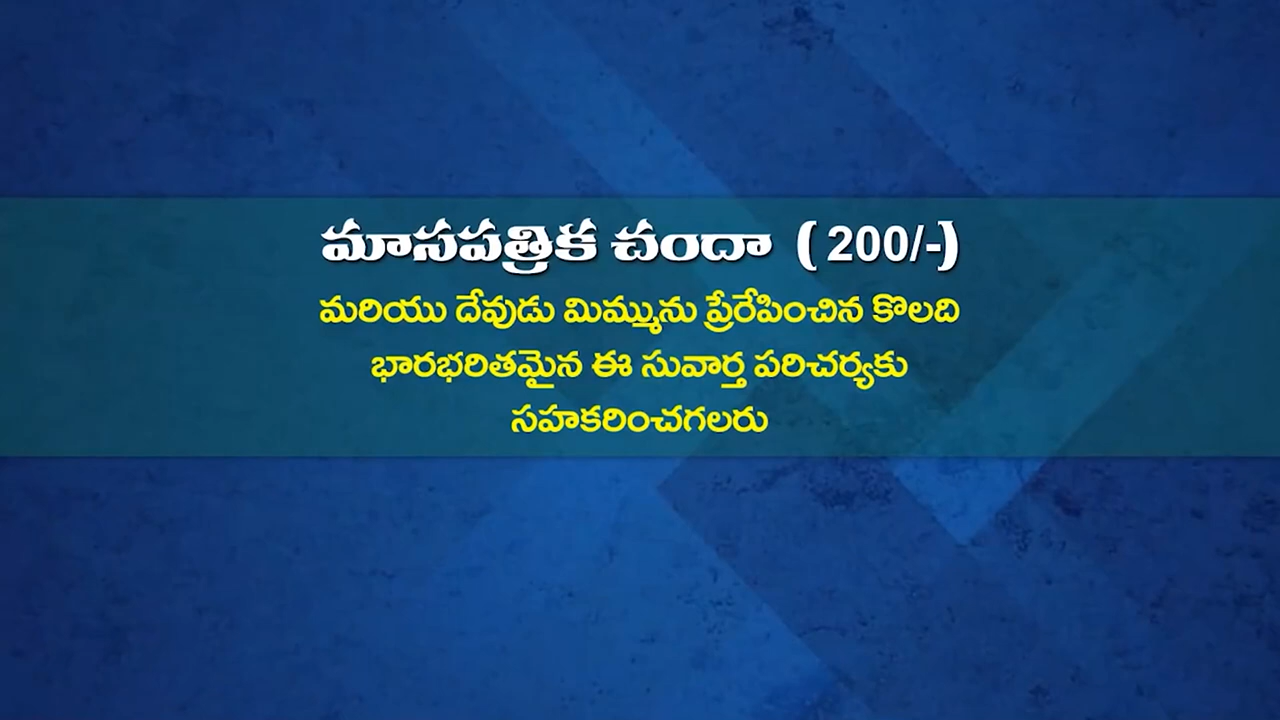 మాసపత్రిక చందా ( 200/-)
మరియు దేవుడు మిమ్మును ప్రేరేపించిన కొలది
భారభరితమైన ఈ సువార్త పరిచర్యకు
సహకరించగలరు